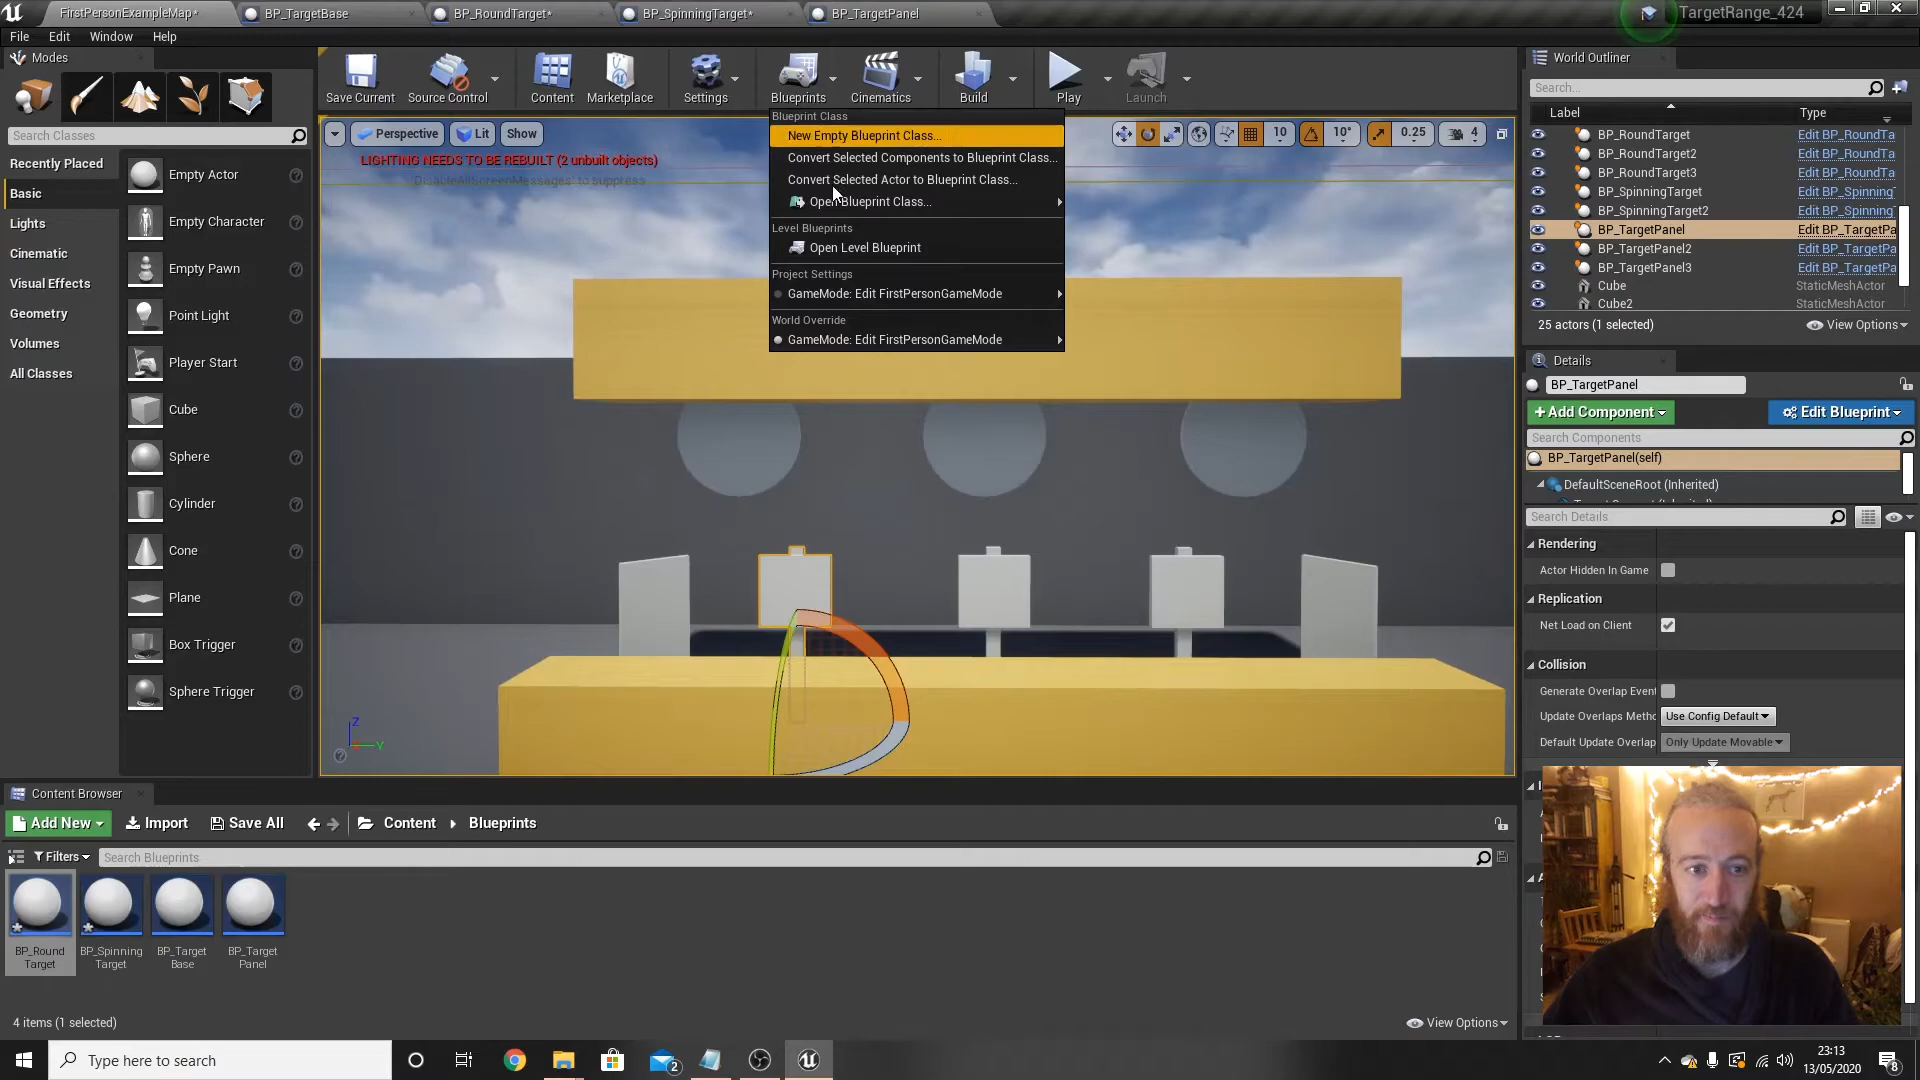 FirstPersonExampleMap*
BP_TargetBase
BP_RoundTarget*
BP_SpinningTarget*
BP_TargetPanel
TargetRange_424
File
Edit
Window
Help
Modes
Save Current
Source Control
Content
Marketplace
Settings
Blueprints
Cinematics
Build
Play
Launch
World Outliner
Search...
Label
Type
Search Classes
Recently Placed
Basic
Lights
Cinematic
Visual Effects
Geometry
Volumes
All Classes
Empty Actor
Empty Character
Empty Pawn
Point Light
Player Start
Cube
Sphere
Cylinder
Cone
Plane
Box Trigger
Sphere Trigger
Perspective
Lit
Show
LIGHTING NEEDS TO BE REBUILT (2 unbuilt objects)
'DisableAllScreenMessages' to suppress
10
10°
0.25
4
Blueprint Class
New Empty Blueprint Class...
Convert Selected Components to Blueprint Class...
Convert Selected Actor to Blueprint Class...
Open Blueprint Class...
Level Blueprints
Open Level Blueprint
Project Settings
GameMode: Edit FirstPersonGameMode
World Override
GameMode: Edit FirstPersonGameMode
Z
Y
BP_RoundTarget Edit BP_RoundTa
BP_RoundTarget2 Edit BP_RoundTa
BP_RoundTarget3 Edit BP_RoundTa
BP_SpinningTarget Edit BP_Spinning
BP_SpinningTarget2 Edit BP_Spinning
BP_TargetPanel Edit BP_TargetPa
BP_TargetPanel2 Edit BP_TargetPa
BP_TargetPanel3 Edit BP_TargetPa
Cube StaticMeshActor
Cube2 StaticMeshActor
25 actors (1 selected)
View Options
Details
BP_TargetPanel
+ Add Component
Edit Blueprint
Search Components
BP_TargetPanel(self)
DefaultSceneRoot (Inherited)
Search Details
Rendering
Actor Hidden In Game
Replication
Net Load on Client
Collision
Generate Overlap Event
Update Overlaps Metho
Use Config Default
Default Update Overlap
Only Update Movable
Content Browser
Add New
Import
Save All
Content
Blueprints
Filters
Search Blueprints
BP_Round
Target
BP_Spinning
Target
BP_Target
Base
BP_Target
Panel
4 items (1 selected)
View Options
Type here to search
2
23:13
13/05/2020
8